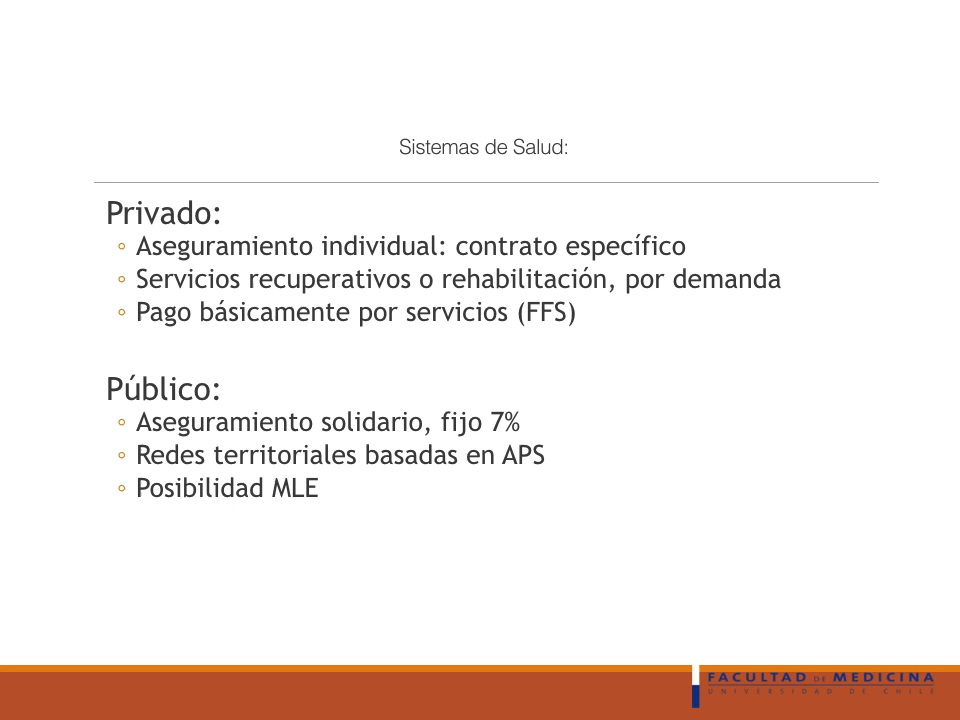 Sistemas de Salud:
Privado:
◦ Aseguramiento individual: contrato específico
◦ Servicios recuperativos o rehabilitación, por demanda
◦ Pago básicamente por servicios (FFS)
Público:
◦ Aseguramiento solidario, fijo 7%
◦ Redes territoriales basadas en APS
◦ Posibilidad MLE
FACULTAD DE MEDICINA
UNIVERSIDAD DE CHILE